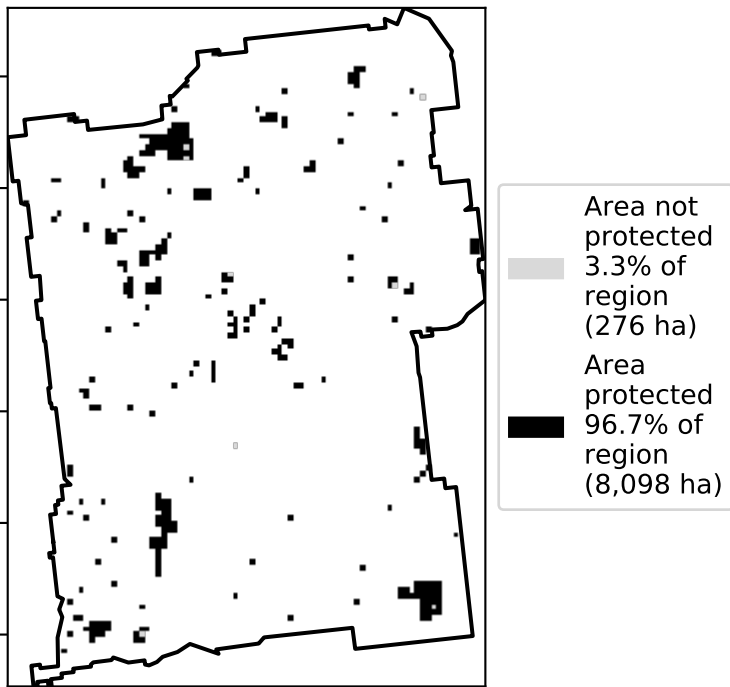 Area not
protected
3.3% of
region
(276 ha)
Area
protected
96.7% of
region
(8,098 ha)